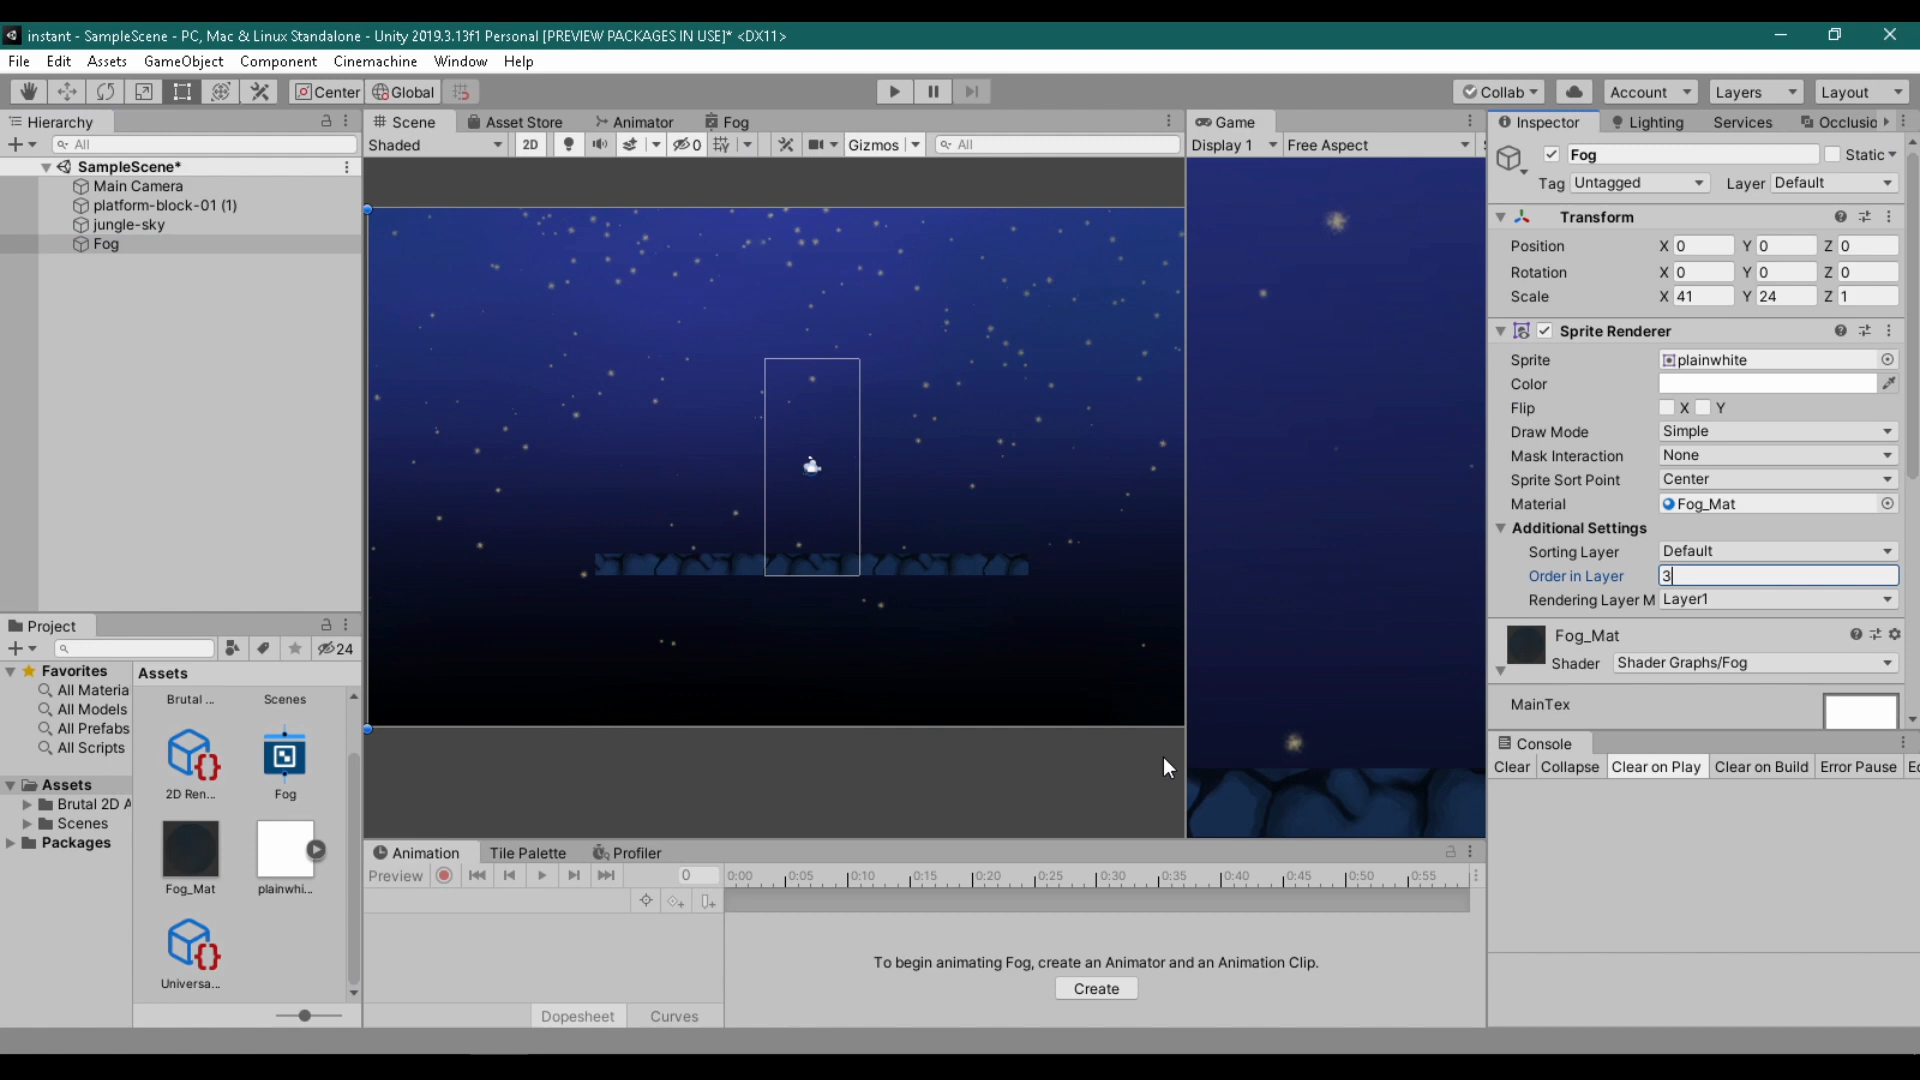 instant - SampleScene - PC, Mac & Linux Standalone - Unity 2019.3.13f1 Personal [PREVIEW PACKAGES IN USE]* <DX11>
File Edit Assets GameObject Component Cinemachine Window Help
Center Global Collab Account Layers Layout
Hierarchy
All
SampleScene*
Main Camera
platform-block-01 (1)
jungle-sky
Fog
Scene Asset Store Animator Fog
Shaded 2D 0 Gizmos All
Game
Display 1 Free Aspect
Inspector Lighting Services Occlusio
Fog Static
Tag Untagged Layer Default
Transform
Position X 0 Y 0 Z 0
Rotation X 0 Y 0 Z 0
Scale X 41 Y 24 Z 1
Sprite Renderer
Sprite plainwhite
Color
Flip X Y
Draw Mode Simple
Mask Interaction None
Sprite Sort Point Center
Material Fog_Mat
Additional Settings
Sorting Layer Default
Order in Layer 3
Rendering Layer M Layer1
Fog_Mat
Shader Shader Graphs/Fog
MainTex
Project
24
Favorites
All Materia
All Models
All Prefabs
All Scripts
Assets
Brutal 2D A
Scenes
Packages
Assets
Brutal ... Scenes
2D Ren... Fog
Fog_Mat plainwhi...
Universa...
Animation Tile Palette Profiler
Preview 0 0:00 0:05 0:10 0:15 0:20 0:25 0:30 0:35 0:40 0:45 0:50 0:55
To begin animating Fog, create an Animator and an Animation Clip.
Create
Dopesheet Curves
Console
Clear Collapse Clear on Play Clear on Build Error Pause